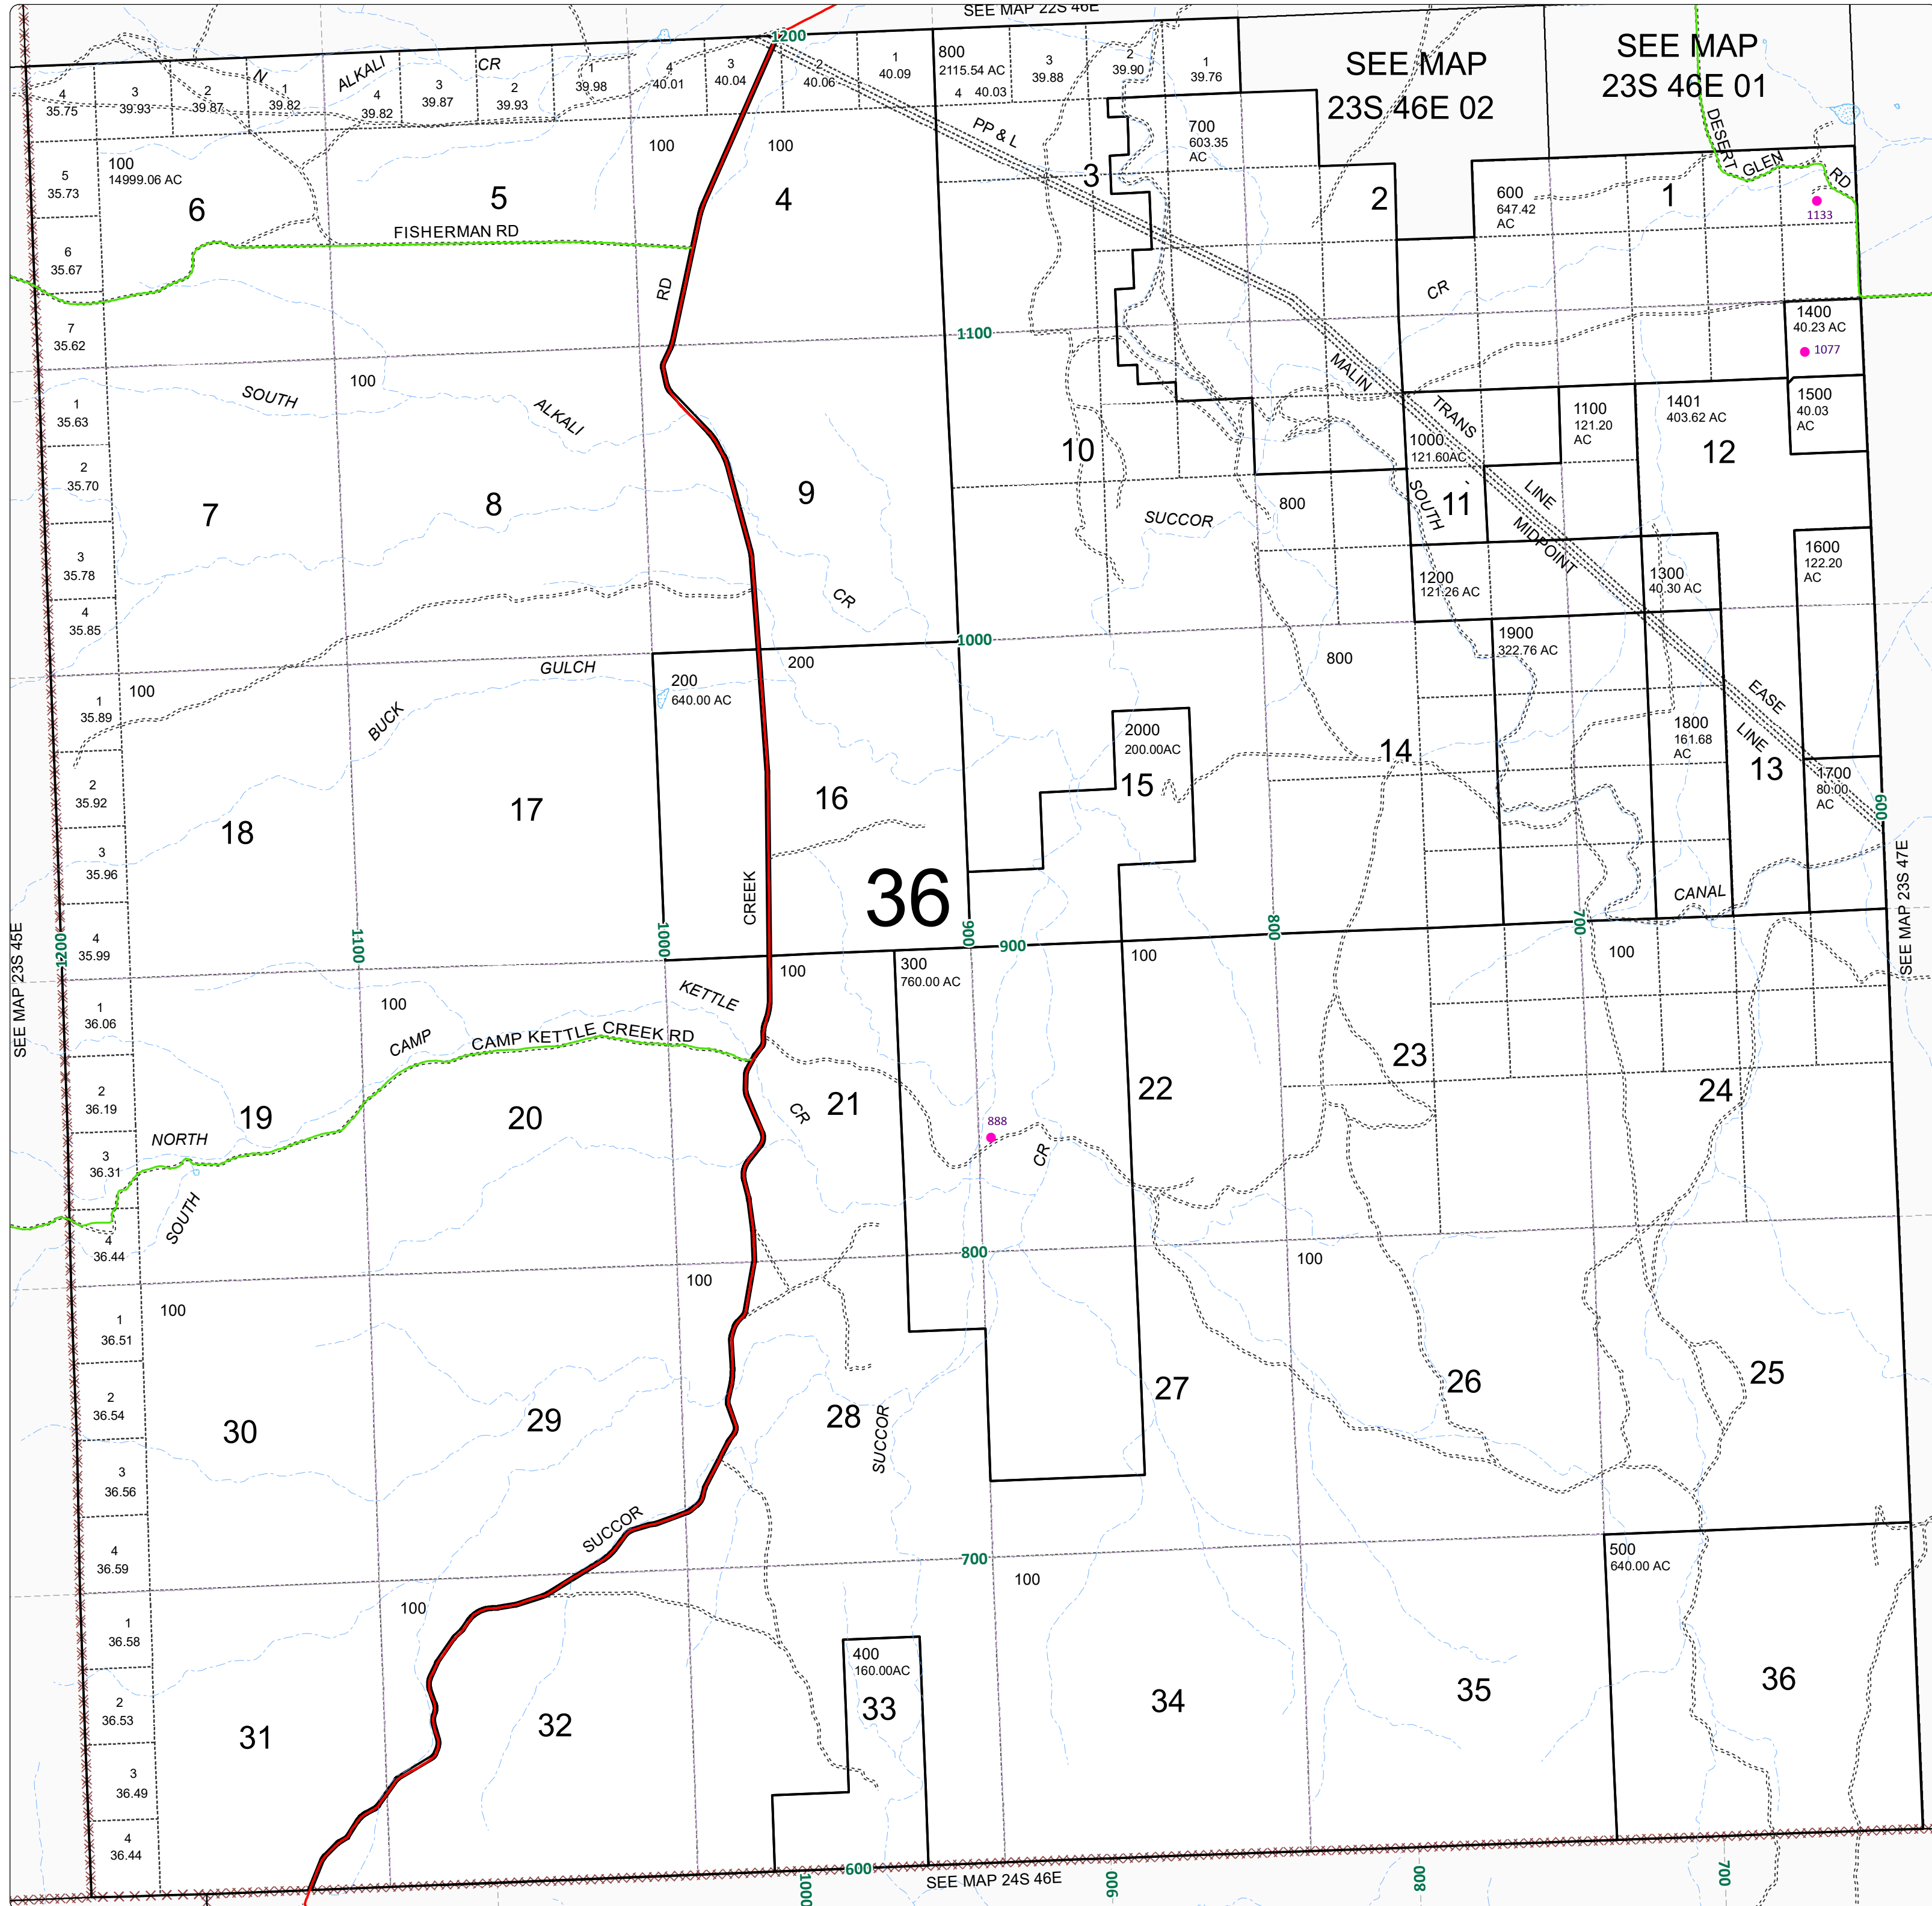 SEE MAP 22S 46E
1200
N
ALKALI
CR
4
35.75
3
39.93
2
39.87
1
39.82
4
39.82
3
39.87
2
39.93
1
39.98
4
40.01
3
40.04
2
40.06
1
40.09
800
2115.54 AC
4 40.03
3
39.88
2
39.90
1
39.76
SEE MAP
23S 46E 02
SEE MAP
23S 46E 01
DESERT
GLEN
RD
1133
PP & L
700
603.35
AC
600
647.42
AC
100
14999.06 AC
100
100
6
5
4
3
2
1
FISHERMAN RD
RD
CR
5
35.73
6
35.67
7
35.62
1100
1400
40.23 AC
1077
1500
40.03
AC
MALIN
TRANS
LINE
MIDPOINT
EASE
LINE
SOUTH
ALKALI
CR
100
1
35.63
2
35.70
3
35.78
4
35.85
7
8
9
10
11
12
1000
121.60AC
1100
121.20
AC
1401
403.62 AC
SUCCOR
800
SOUTH
1200
121.26 AC
1300
40.30 AC
1600
122.20
AC
1000
GULCH
BUCK
100
200
640.00 AC
200
800
1900
322.76 AC
1800
161.68
AC
1700
80.00
AC
2000
200.00AC
600
1
35.89
2
35.92
3
35.96
4
35.99
18
17
16
15
14
13
36
CREEK
CANAL
SEE MAP 23S 45E
SEE MAP 23S 47E
1200
1100
1000
900
900
800
700
100
100
300
760.00 AC
100
100
KETTLE
CAMP
CAMP KETTLE CREEK RD
NORTH
SOUTH
CR
CR
888
1
36.06
2
36.19
3
36.31
4
36.44
19
20
21
22
23
24
800
100
100
100
1
36.51
2
36.54
3
36.56
4
36.59
30
29
28
27
26
25
SUCCOR
SUCCOR
700
100
100
500
640.00 AC
400
160.00AC
1
36.58
2
36.53
3
36.49
4
36.44
31
32
33
34
35
36
600
SEE MAP 24S 46E
1000
900
800
700